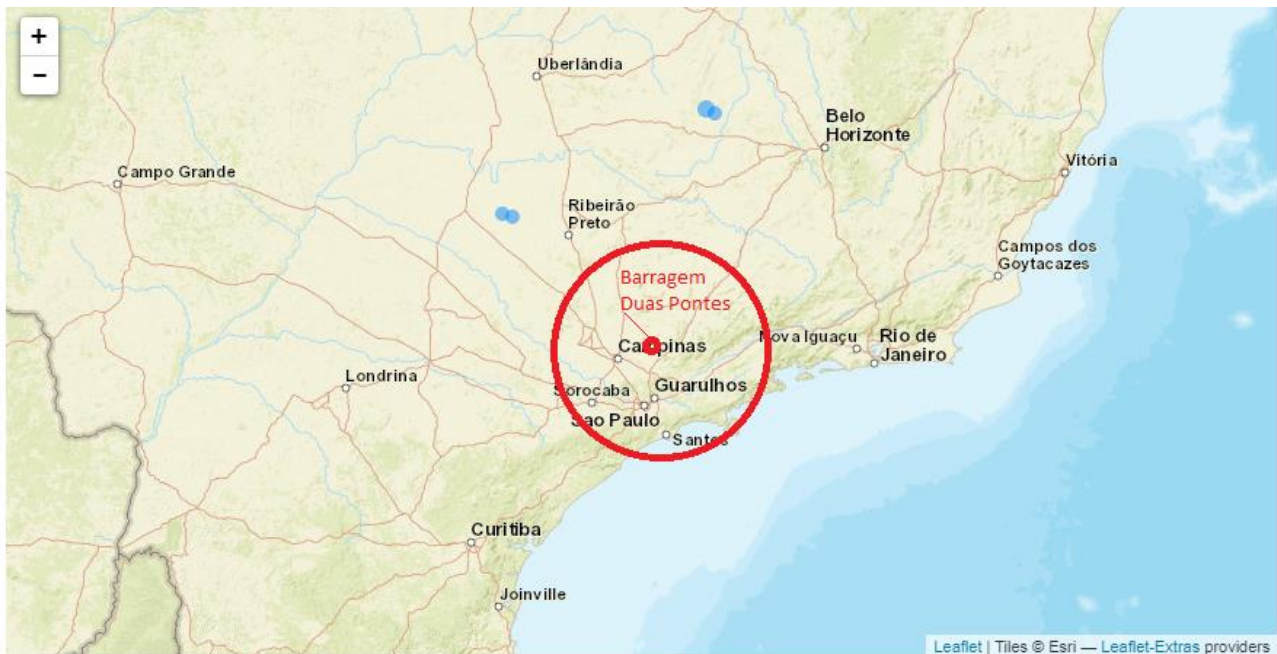 +
−
Uberlândia
Belo
Horizonte
Vitória
Campo Grande
Ribeirão
Preto
Campos dos
Goytacazes
Barragem
Duas Pontes
Campinas
Nova Iguaçu
Rio de
Janeiro
Londrina
Sorocaba
Guarulhos
Sao Paulo
Santos
Curitiba
Joinville
Leaflet | Tiles © Esri — Leaflet-Extras providers